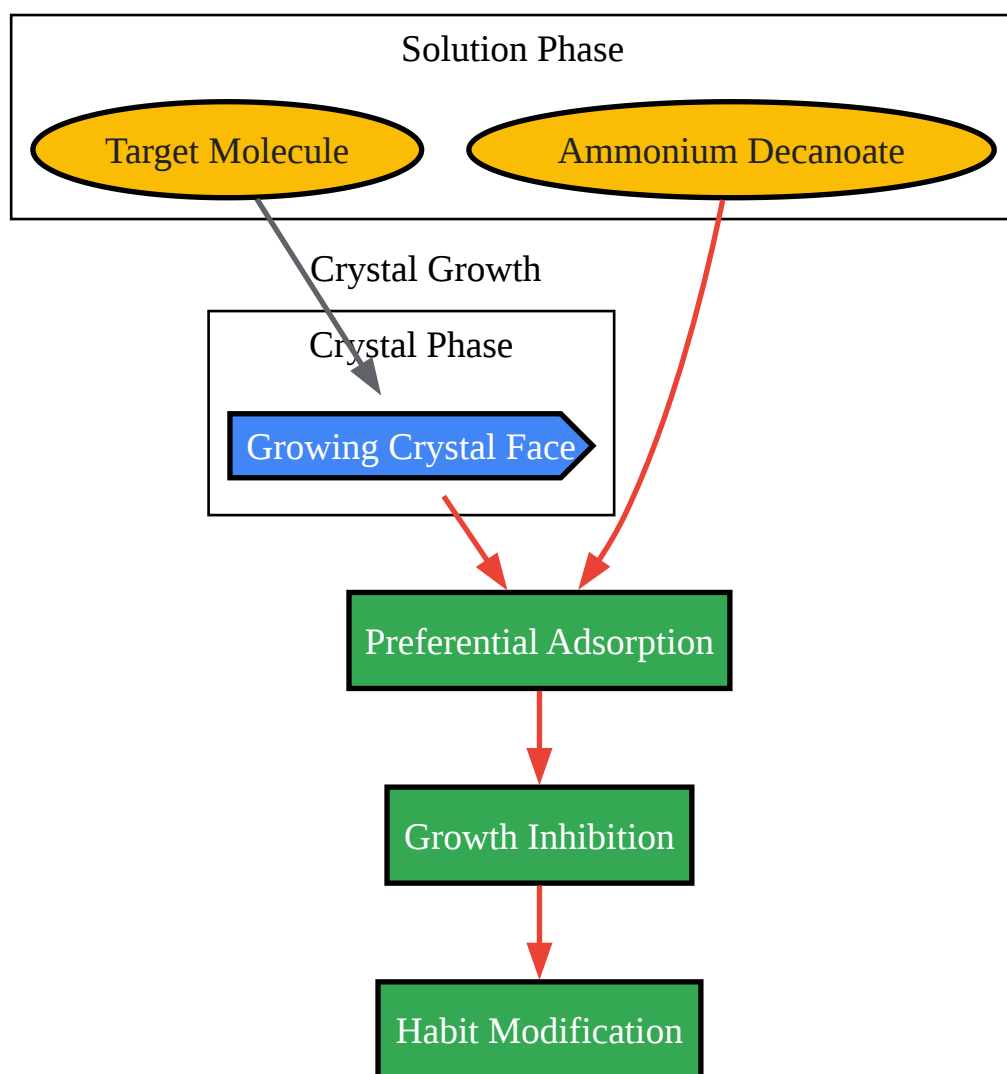 Solution Phase
Target Molecule
Ammonium Decanoate
Crystal Growth
Crystal Phase
Growing Crystal Face
Preferential Adsorption
Growth Inhibition
Habit Modification